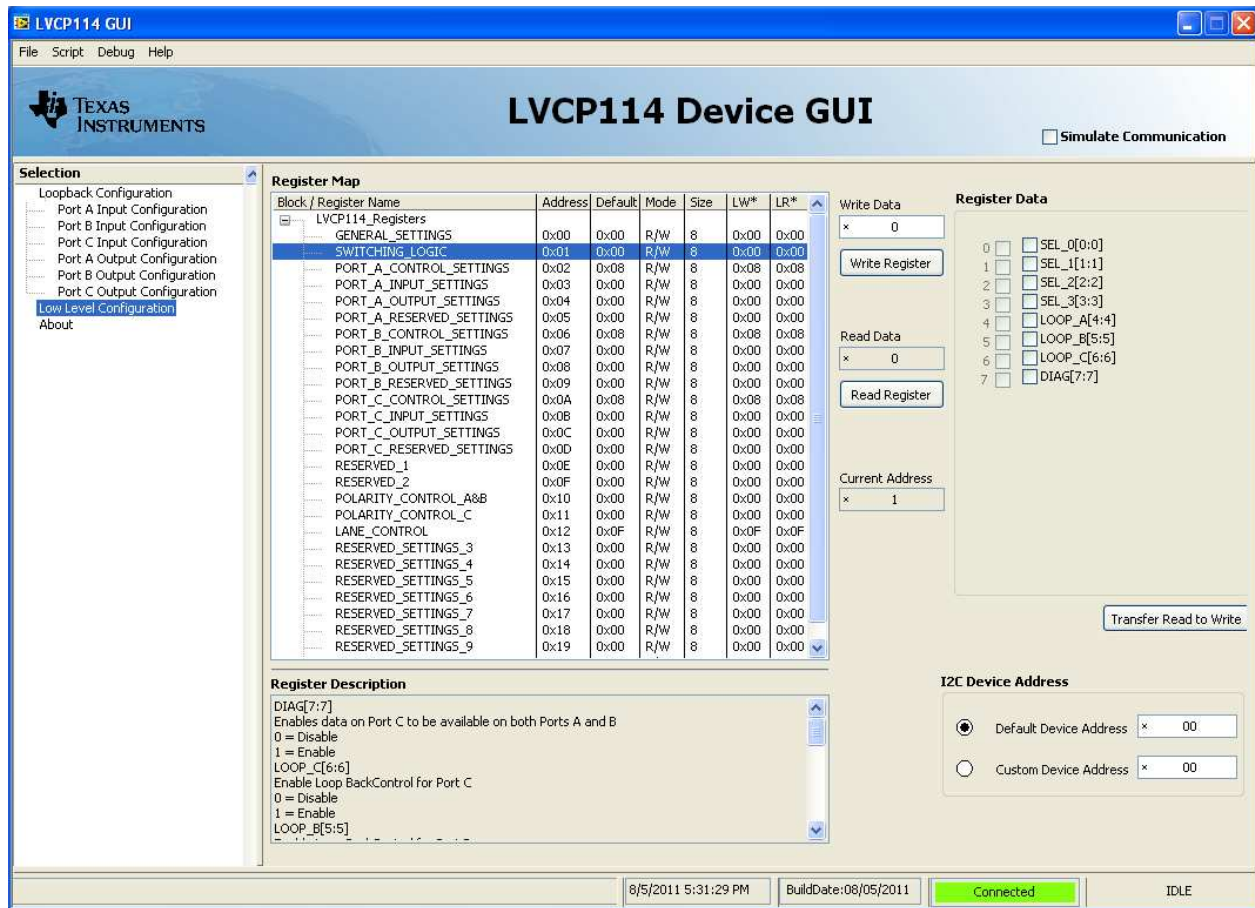 LVCP114 GUI
File Script Debug Help
TEXAS
INSTRUMENTS
LVCP114 Device GUI
Simulate Communication
Selection
Loopback Configuration
Port A Input Configuration
Port B Input Configuration
Port C Input Configuration
Port A Output Configuration
Port B Output Configuration
Port C Output Configuration
Low Level Configuration
About
Register Map
Block / Register Name Address Default Mode Size LW* LR*
LVCP114_Registers
GENERAL_SETTINGS 0x00 0x00 R/W 8 0x00 0x00
SWITCHING_LOGIC 0x01 0x00 R/W 8 0x00 0x00
PORT_A_CONTROL_SETTINGS 0x02 0x08 R/W 8 0x08 0x08
PORT_A_INPUT_SETTINGS 0x03 0x00 R/W 8 0x00 0x00
PORT_A_OUTPUT_SETTINGS 0x04 0x00 R/W 8 0x00 0x00
PORT_A_RESERVED_SETTINGS 0x05 0x00 R/W 8 0x00 0x00
PORT_B_CONTROL_SETTINGS 0x06 0x08 R/W 8 0x08 0x08
PORT_B_INPUT_SETTINGS 0x07 0x00 R/W 8 0x00 0x00
PORT_B_OUTPUT_SETTINGS 0x08 0x00 R/W 8 0x00 0x00
PORT_B_RESERVED_SETTINGS 0x09 0x00 R/W 8 0x00 0x00
PORT_C_CONTROL_SETTINGS 0x0A 0x08 R/W 8 0x08 0x08
PORT_C_INPUT_SETTINGS 0x0B 0x00 R/W 8 0x00 0x00
PORT_C_OUTPUT_SETTINGS 0x0C 0x00 R/W 8 0x00 0x00
PORT_C_RESERVED_SETTINGS 0x0D 0x00 R/W 8 0x00 0x00
RESERVED_1 0x0E 0x00 R/W 8 0x00 0x00
RESERVED_2 0x0F 0x00 R/W 8 0x00 0x00
POLARITY_CONTROL_A&B 0x10 0x00 R/W 8 0x00 0x00
POLARITY_CONTROL_C 0x11 0x00 R/W 8 0x00 0x00
LANE_CONTROL 0x12 0x0F R/W 8 0x0F 0x0F
RESERVED_SETTINGS_3 0x13 0x00 R/W 8 0x00 0x00
RESERVED_SETTINGS_4 0x14 0x00 R/W 8 0x00 0x00
RESERVED_SETTINGS_5 0x15 0x00 R/W 8 0x00 0x00
RESERVED_SETTINGS_6 0x16 0x00 R/W 8 0x00 0x00
RESERVED_SETTINGS_7 0x17 0x00 R/W 8 0x00 0x00
RESERVED_SETTINGS_8 0x18 0x00 R/W 8 0x00 0x00
RESERVED_SETTINGS_9 0x19 0x00 R/W 8 0x00 0x00
Write Data
x 0
Write Register
Read Data
x 0
Read Register
Current Address
x 1
Register Data
0 SEL_0[0:0]
1 SEL_1[1:1]
2 SEL_2[2:2]
3 SEL_3[3:3]
4 LOOP_A[4:4]
5 LOOP_B[5:5]
6 LOOP_C[6:6]
7 DIAG[7:7]
Transfer Read to Write
Register Description
DIAG[7:7]
Enables data on Port C to be available on both Ports A and B
0 = Disable
1 = Enable
LOOP_C[6:6]
Enable Loop BackControl for Port C
0 = Disable
1 = Enable
LOOP_B[5:5]
I2C Device Address
Default Device Address x 00
Custom Device Address x 00
8/5/2011 5:31:29 PM BuildDate:08/05/2011 Connected IDLE